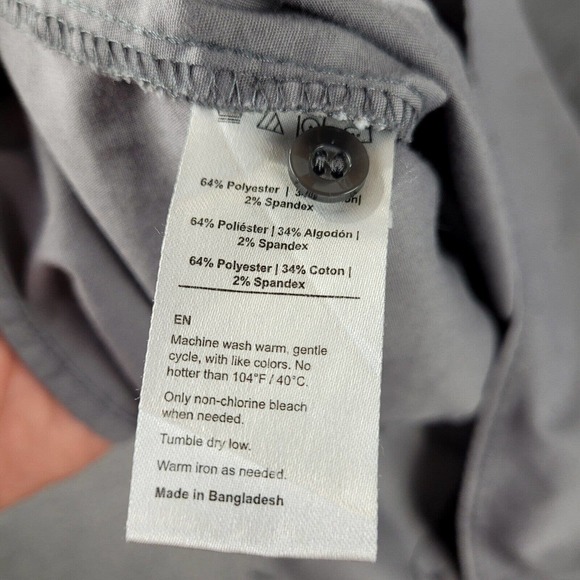 64% Polyester |
2% Spandex
64% Poliéster | 34% Algodón |
2% Spandex
64% Polyester | 34% Coton |
2% Spandex
EN
Machine wash warm, gentle
cycle, with like colors. No
hotter than 104°F / 40°C.
Only non-chlorine bleach
when needed.
Tumble dry low.
Warm iron as needed.
Made in Bangladesh